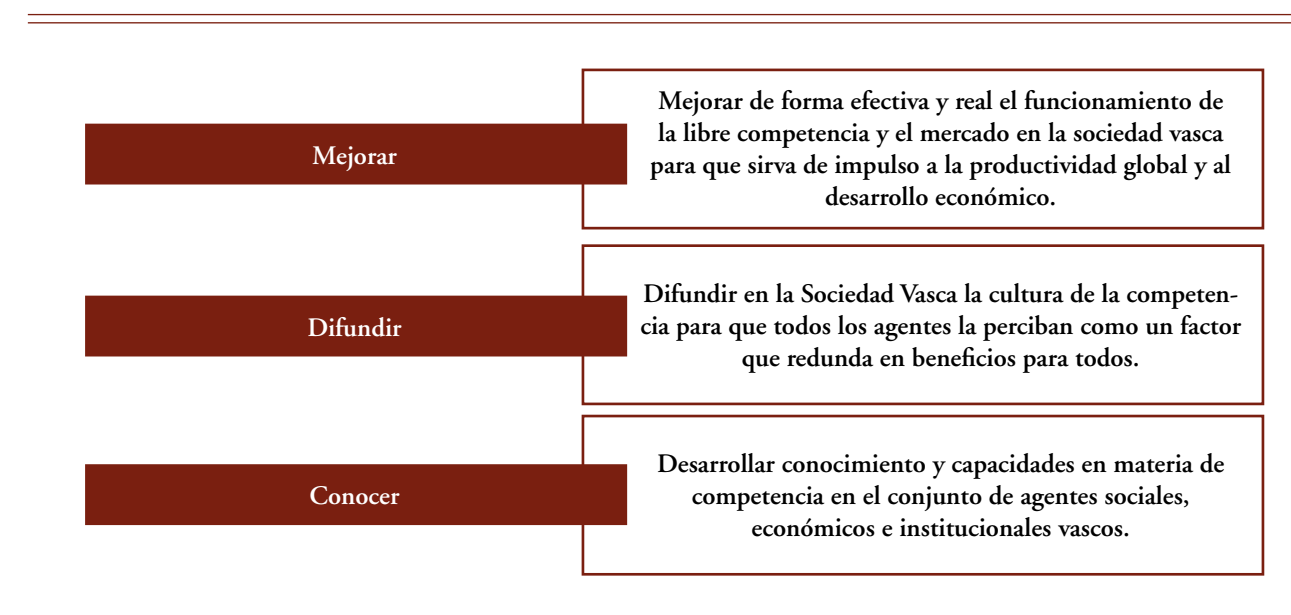 Mejorar
Mejorar de forma efectiva y real el funcionamiento de
la libre competencia y el mercado en la sociedad vasca
para que sirva de impulso a la productividad global y al
desarrollo económico.
Difundir
Difundir en la Sociedad Vasca la cultura de la competen-
cia para que todos los agentes la perciban como un factor
que redunda en beneficios para todos.
Conocer
Desarrollar conocimiento y capacidades en materia de
competencia en el conjunto de agentes sociales,
económicos e institucionales vascos.